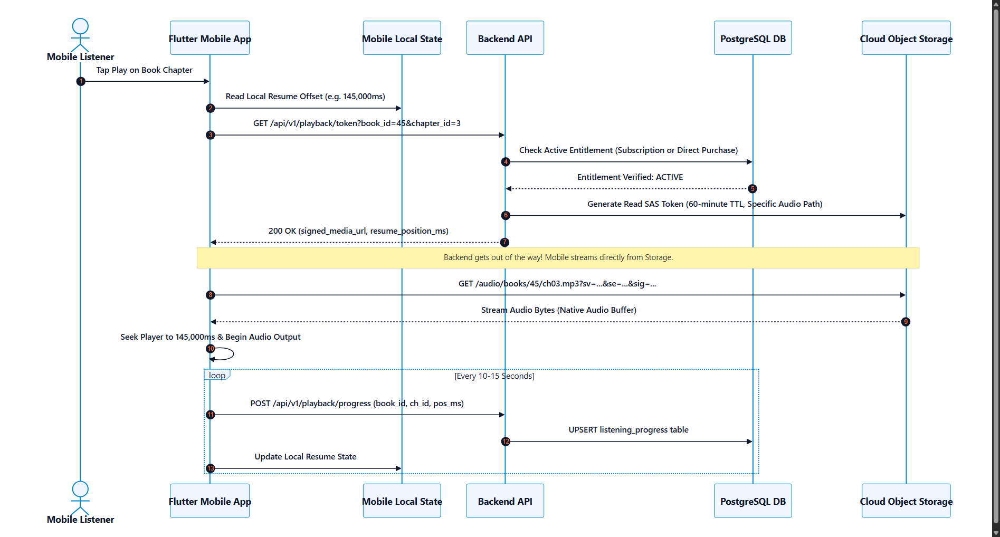 Mobile Listener
Flutter Mobile App
Mobile Local State
Backend API
PostgreSQL DB
Cloud Object Storage
Tap Play on Book Chapter
1
Read Local Resume Offset (e.g. 145,000ms)
2
GET /api/v1/playback/token?book_id=45&chapter_id=3
3
Check Active Entitlement (Subscription or Direct Purchase)
4
Entitlement Verified: ACTIVE
5
Generate Read SAS Token (60-minute TTL, Specific Audio Path)
6
200 OK (signed_media_url, resume_position_ms)
7
Backend gets out of the way! Mobile streams directly from Storage.
GET /audio/books/45/ch03.mp3?sv=...&se=...&sig=...
8
Stream Audio Bytes (Native Audio Buffer)
9
Seek Player to 145,000ms & Begin Audio Output
10
loop
[Every 10-15 Seconds]
POST /api/v1/playback/progress (book_id, ch_id, pos_ms)
11
UPSERT listening_progress table
12
Update Local Resume State
13
Mobile Listener
Flutter Mobile App
Mobile Local State
Backend API
PostgreSQL DB
Cloud Object Storage